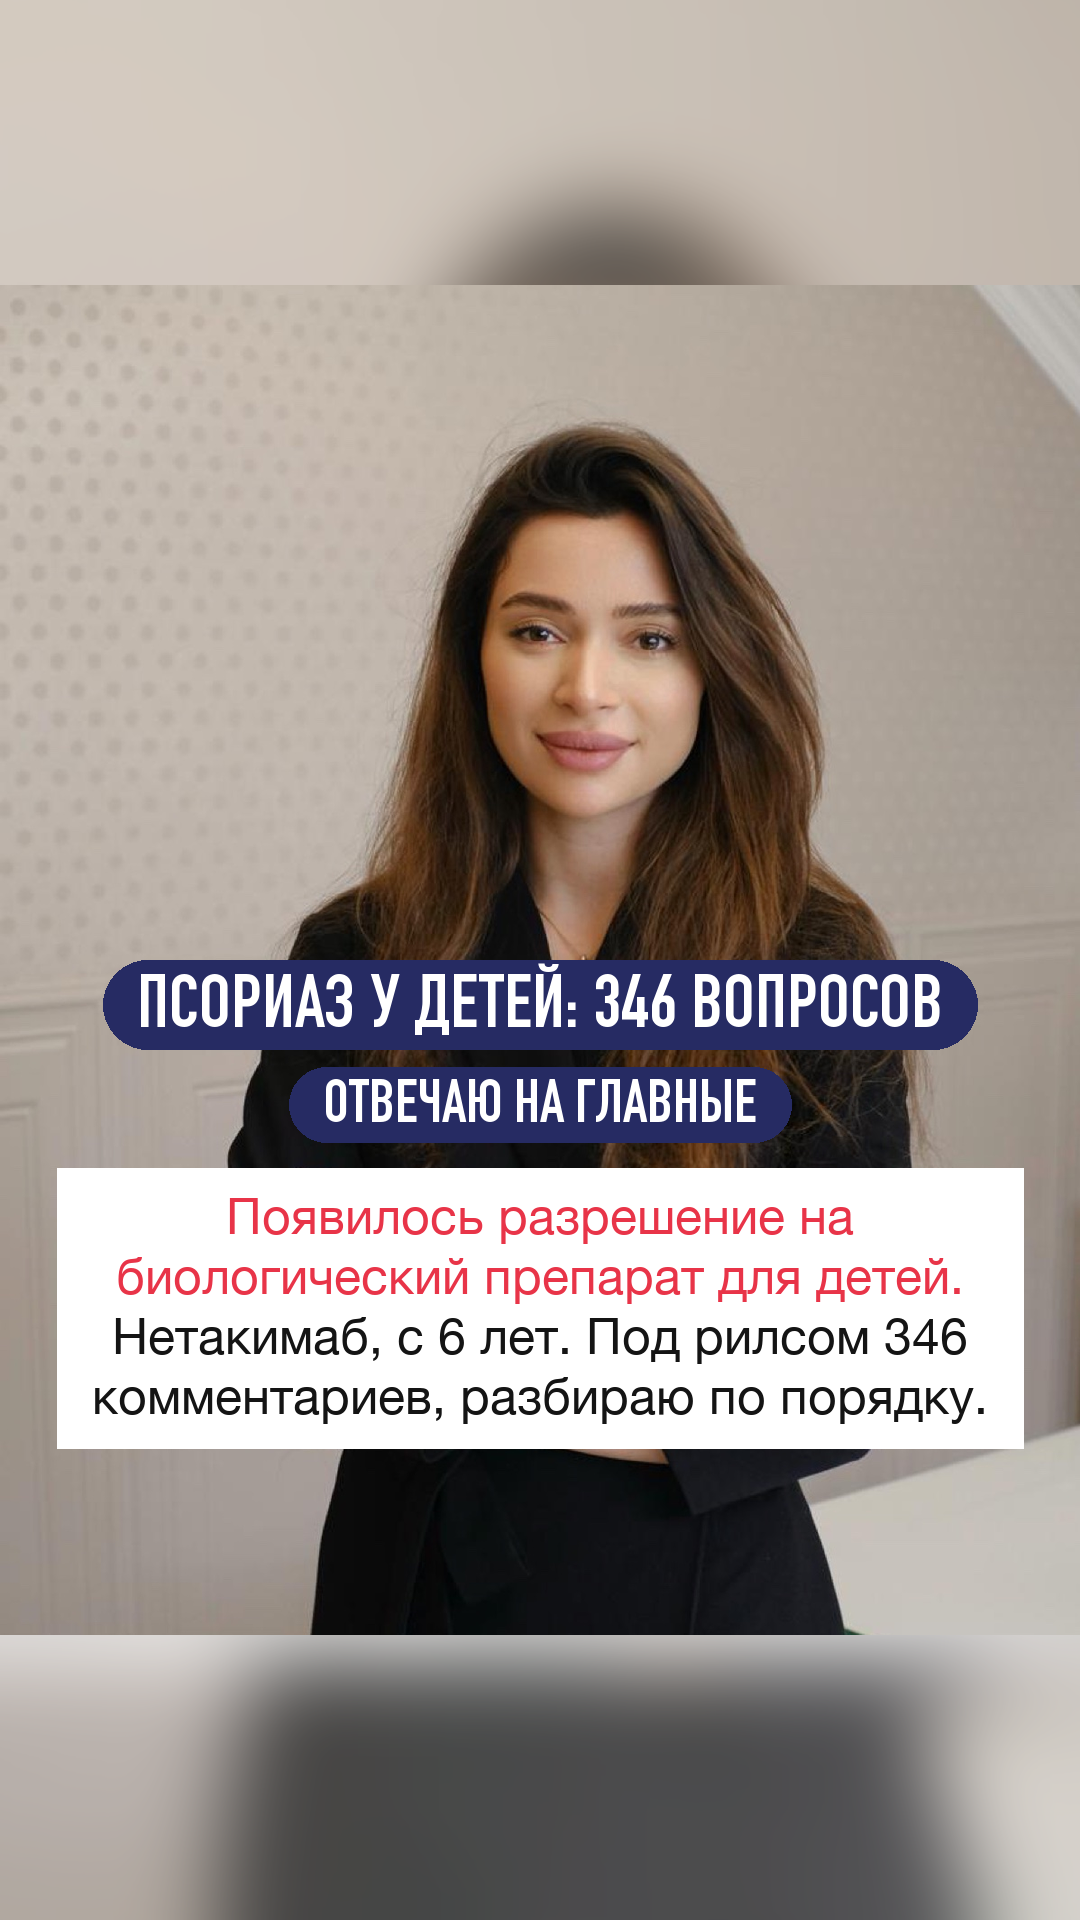 ПСОРИАЗ У ДЕТЕЙ: 346 ВОПРОСОВ
ОТВЕЧАЮ НА ГЛАВНЫЕ
Появилось разрешение на
биологический препарат для детей.
Нетакимаб, с 6 лет. Под рилсом 346
комментариев, разбираю по порядку.